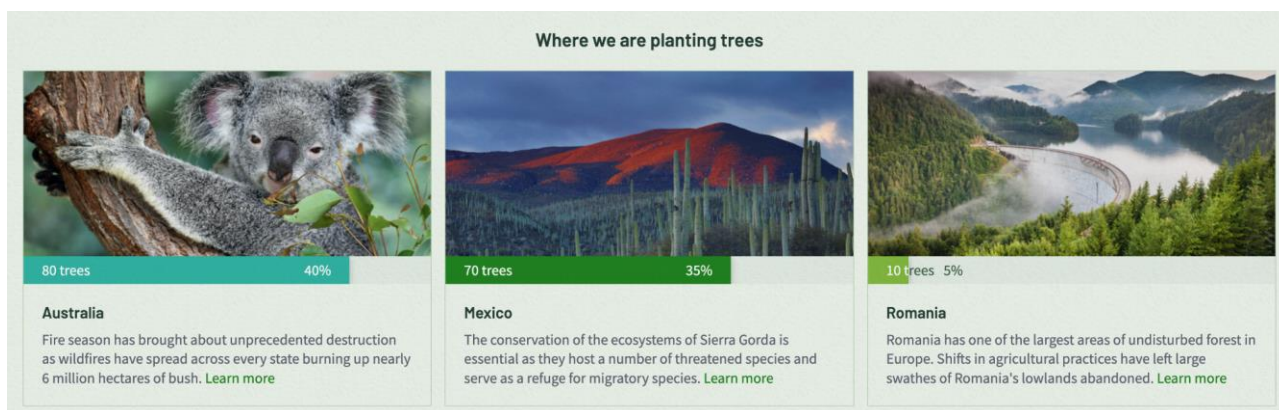 Where we are planting trees
80 trees 40%
Australia
Fire season has brought about unprecedented destruction
as wildfires have spread across every state burning up nearly
6 million hectares of bush. Learn more
70 trees 35%
Mexico
The conservation of the ecosystems of Sierra Gorda is
essential as they host a number of threatened species and
serve as a refuge for migratory species. Learn more
10 trees 5%
Romania
Romania has one of the largest areas of undisturbed forest in
Europe. Shifts in agricultural practices have left large
swathes of Romania's lowlands abandoned. Learn more